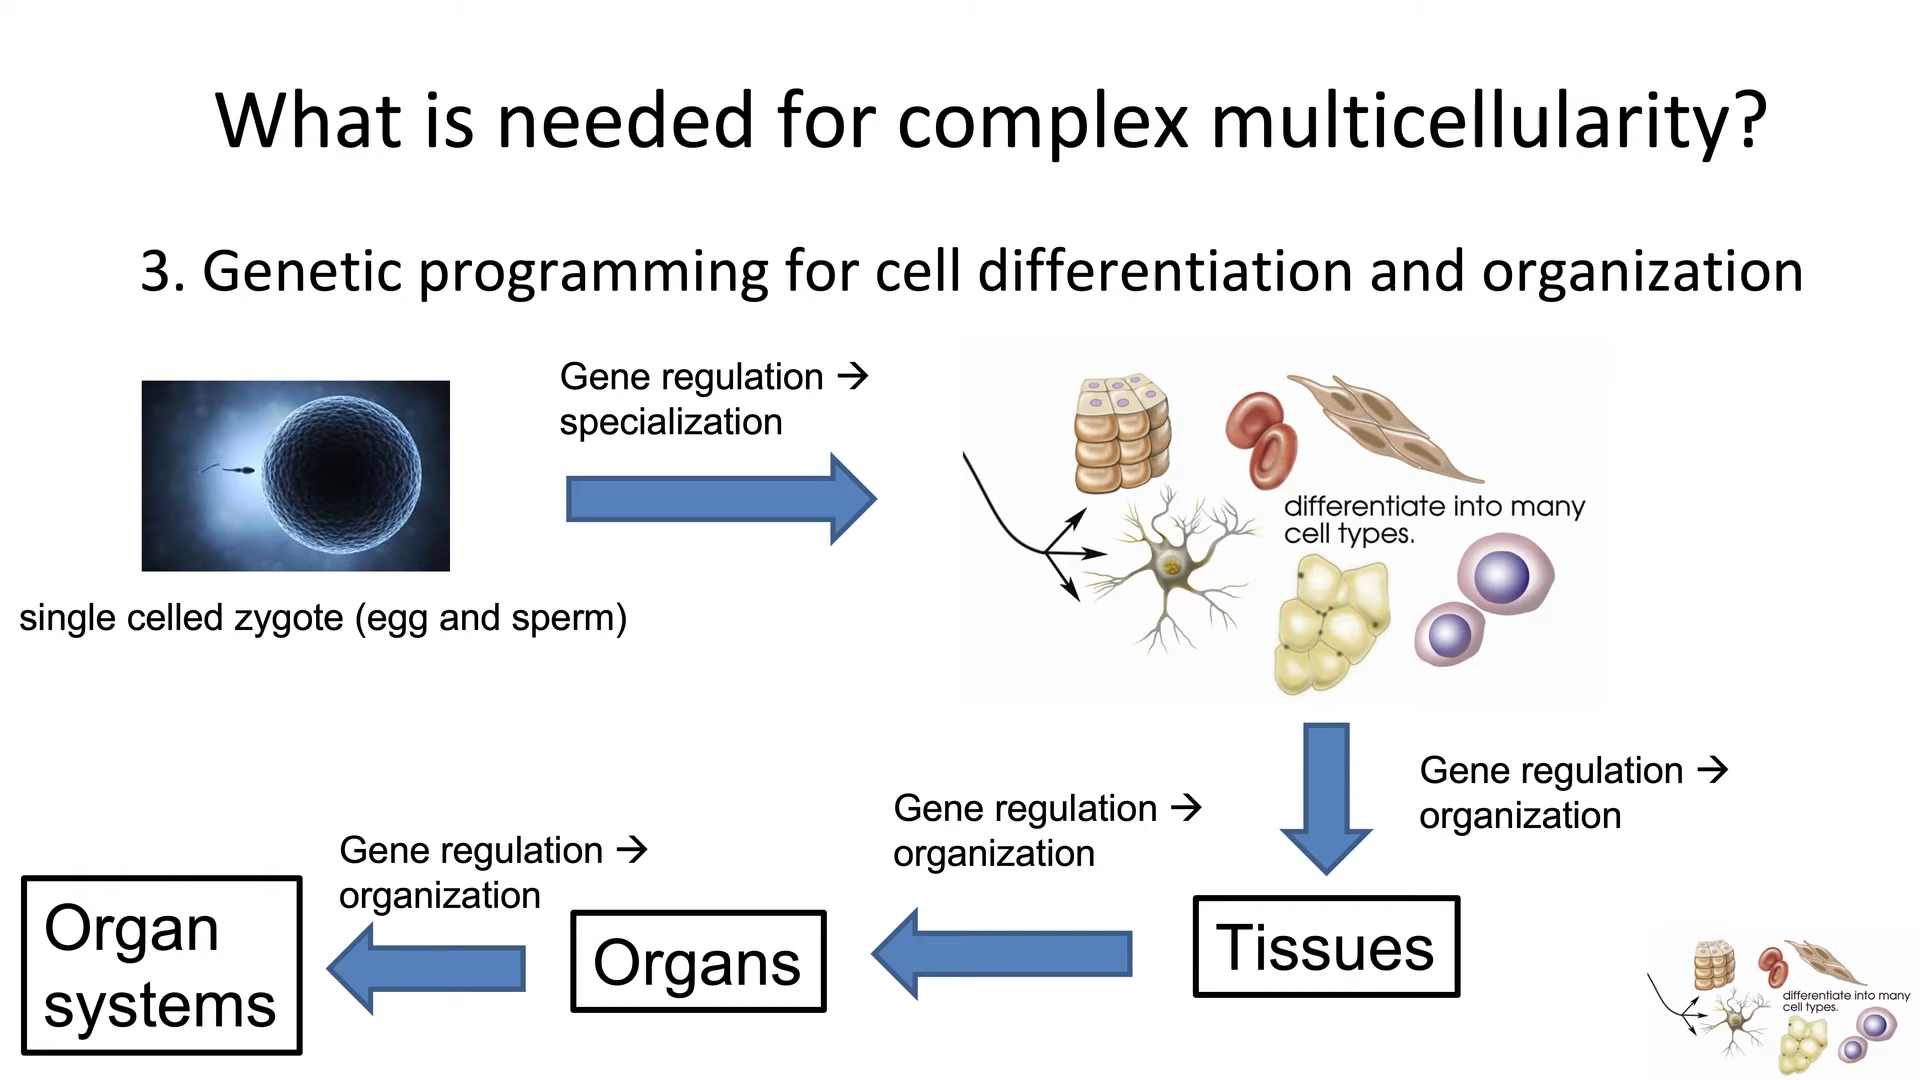 What is needed for complex multicellularity?
3. Genetic programming for cell differentiation and organization
Gene regulation →
specialization
differentiate into many
cell types.
single celled zygote (egg and sperm)
Gene regulation →
organization
Gene regulation →
organization
Gene regulation →
organization
Organ
systems
Organs
Tissues
differentiate into many
cell types.